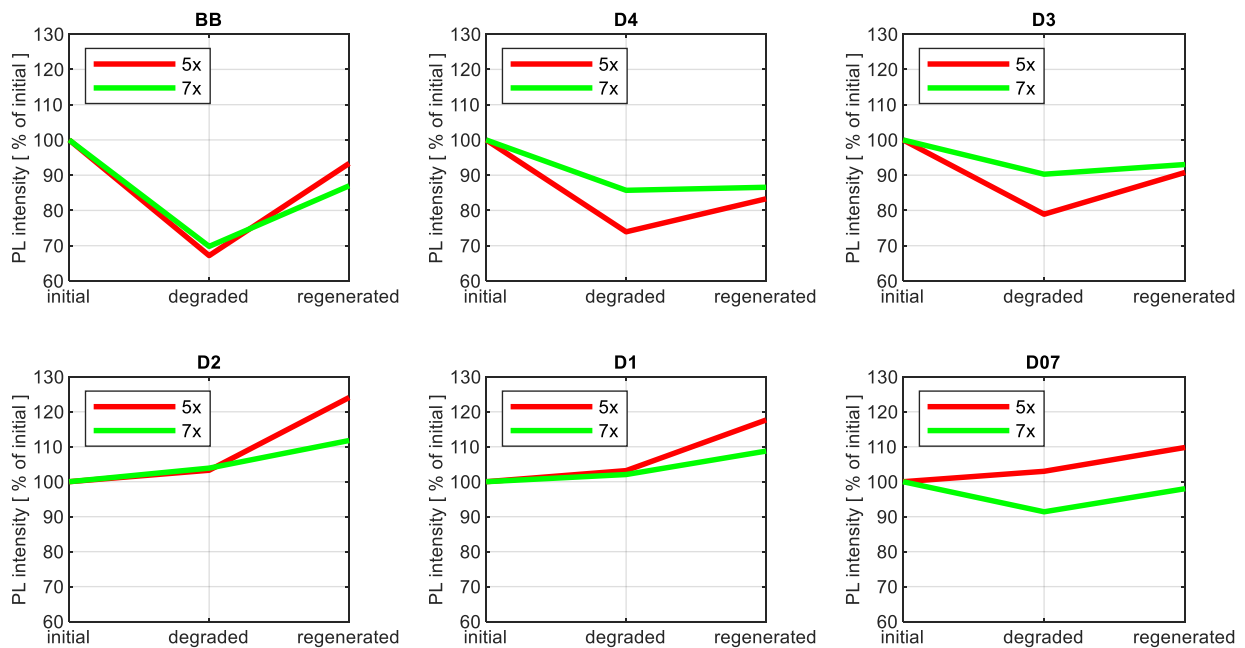 BB
PL intensity [ % of initial ]
130
120
110
100
90
80
70
60
5x
7x
initial degraded regenerated
D4
PL intensity [ % of initial ]
130
120
110
100
90
80
70
60
5x
7x
initial degraded regenerated
D3
PL intensity [ % of initial ]
130
120
110
100
90
80
70
60
5x
7x
initial degraded regenerated
D2
PL intensity [ % of initial ]
130
120
110
100
90
80
70
60
5x
7x
initial degraded regenerated
D1
PL intensity [ % of initial ]
130
120
110
100
90
80
70
60
5x
7x
initial degraded regenerated
D07
PL intensity [ % of initial ]
130
120
110
100
90
80
70
60
5x
7x
initial degraded regenerated